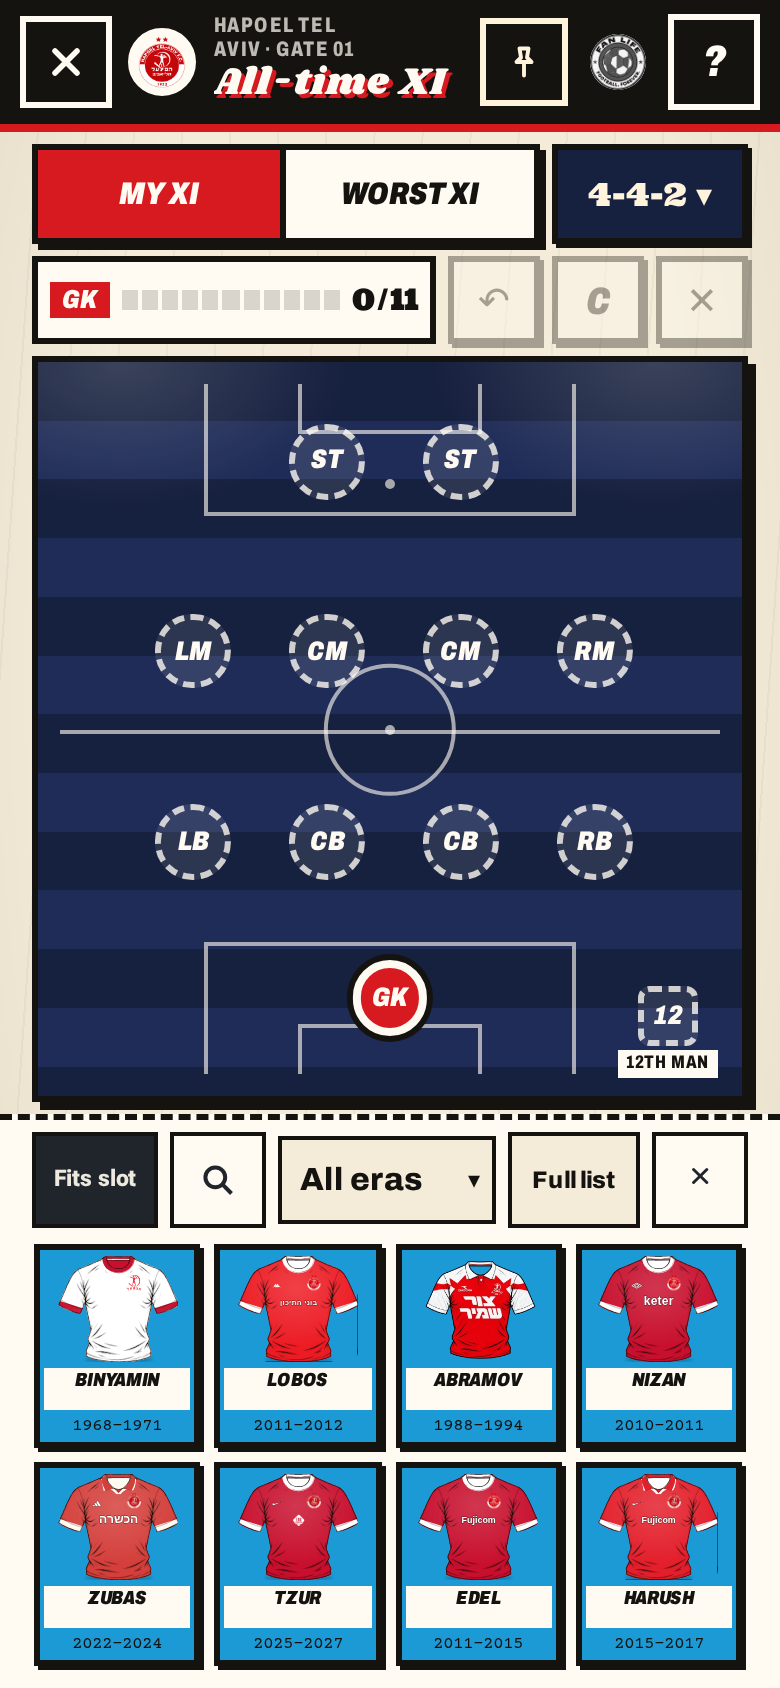 HAPOEL TEL
AVIV · GATE 01
All-time XI
?
MY XI
WORST XI
4-4-2 ▾
GK
0/11
C
ST
ST
LM
CM
CM
RM
LB
CB
CB
RB
GK
12
12TH MAN
Fits slot
All eras ▾
Full list
צור
שמיר
keter
בוני התיכון
BINYAMIN
LOBOS
ABRAMOV
NIZAN
1968–1971
2011–2012
1988–1994
2010–2011
הכשרה
Fujicom
Fujicom
ZUBAS
TZUR
EDEL
HARUSH
2022–2024
2025–2027
2011–2015
2015–2017